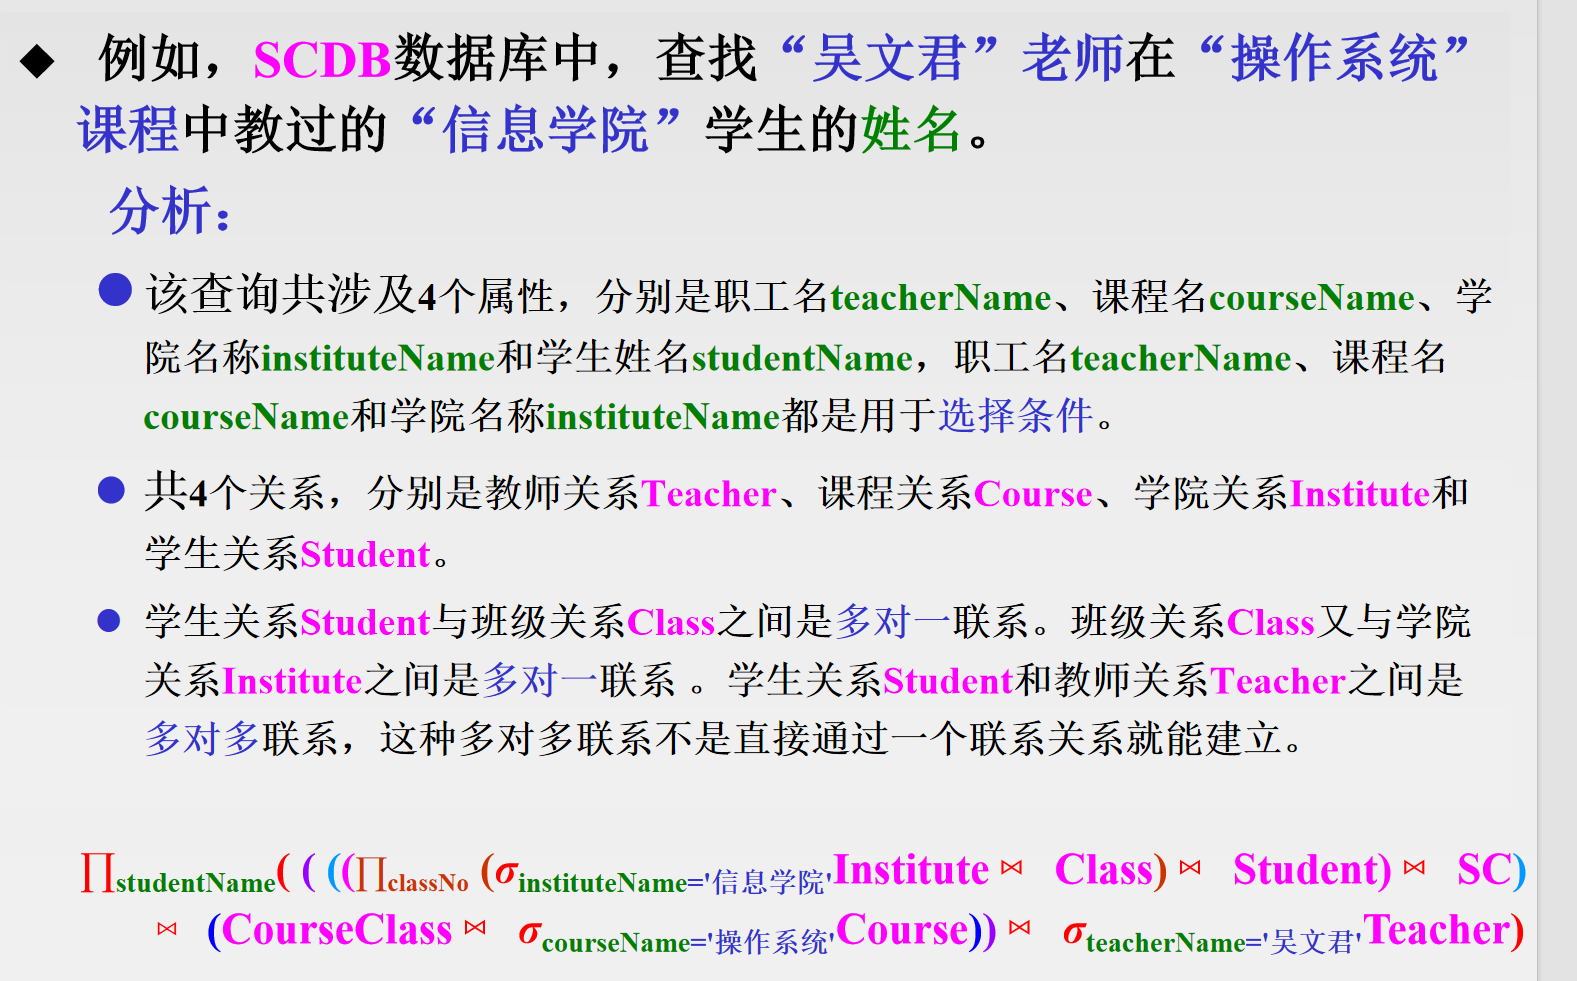 ◆ 例如，SCDB数据库中，查找“吴文君”老师在“操作系统”
课程中教过的“信息学院”学生的姓名。
分析：
● 该查询共涉及4个属性，分别是职工名teacherName、课程名courseName、学
院名称instituteName和学生姓名studentName，职工名teacherName、课程名
courseName和学院名称instituteName都是用于选择条件。
● 共4个关系，分别是教师关系Teacher、课程关系Course、学院关系Institute和
学生关系Student。
● 学生关系Student与班级关系Class之间是多对一联系。班级关系Class又与学院
关系Institute之间是多对一联系 。学生关系Student和教师关系Teacher之间是
多对多联系，这种多对多联系不是直接通过一个联系关系就能建立。
∏studentName( ( ((∏classNo (σinstituteName='信息学院'Institute ⋈ Class) ⋈ Student) ⋈ SC)
⋈ (CourseClass ⋈ σcourseName='操作系统'Course)) ⋈ σteacherName='吴文君'Teacher)